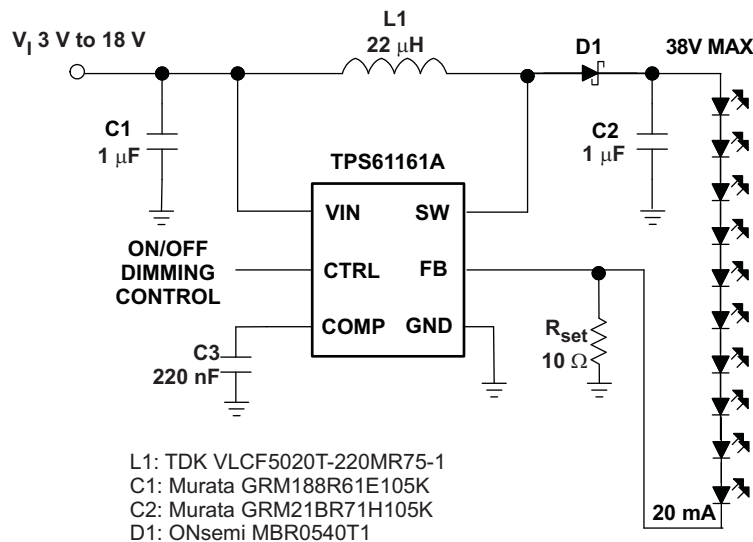 L1
22 μH
V_I 3 V to 18 V
D1
38V MAX
C1
1 μF
C2
1 μF
TPS61161A
VIN
SW
ON/OFF
DIMMING
CONTROL
CTRL
FB
COMP
GND
C3
220 nF
R_set
10 Ω
20 mA
L1: TDK VLCF5020T-220MR75-1
C1: Murata GRM188R61E105K
C2: Murata GRM21BR71H105K
D1: ONsemi MBR0540T1